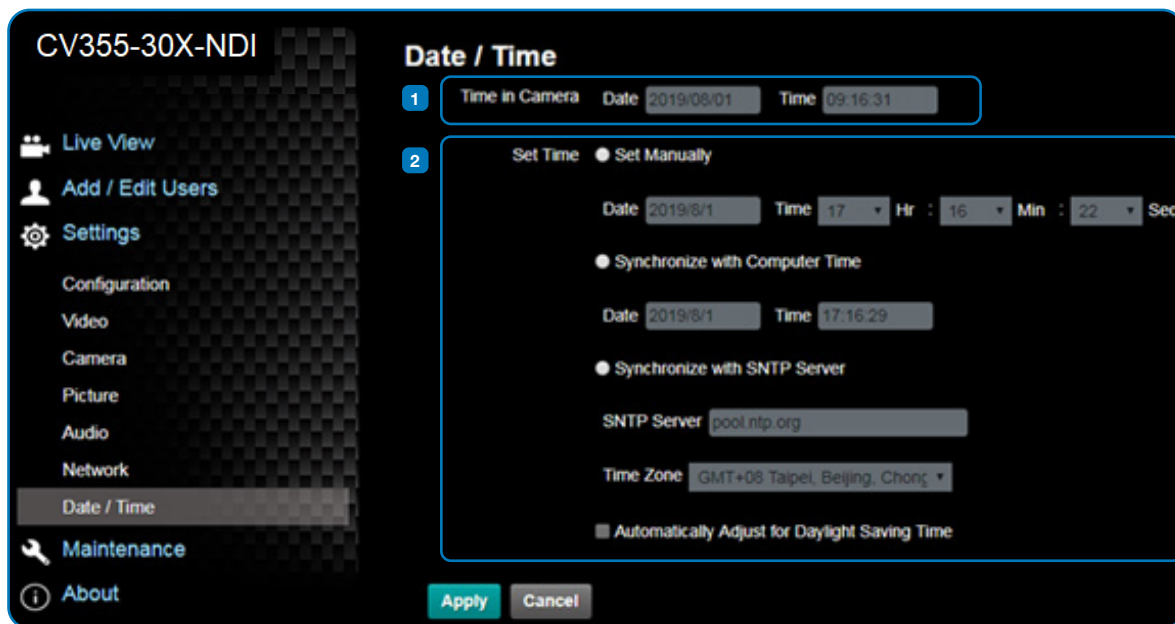 CV355-30X-NDI
Live View
Add / Edit Users
Settings
Configuration
Video
Camera
Picture
Audio
Network
Date / Time
Maintenance
About
Date / Time
1 Time in Camera Date 2019/08/01 Time 09:16:31
2 Set Time Set Manually
Date 2019/8/1 Time 17 Hr : 16 Min : 22 Sec
Synchronize with Computer Time
Date 2019/8/1 Time 17:16:29
Synchronize with SNTP Server
SNTP Server pool.ntp.org
Time Zone GMT+08 Taipei, Beijing, Chong
Automatically Adjust for Daylight Saving Time
Apply Cancel